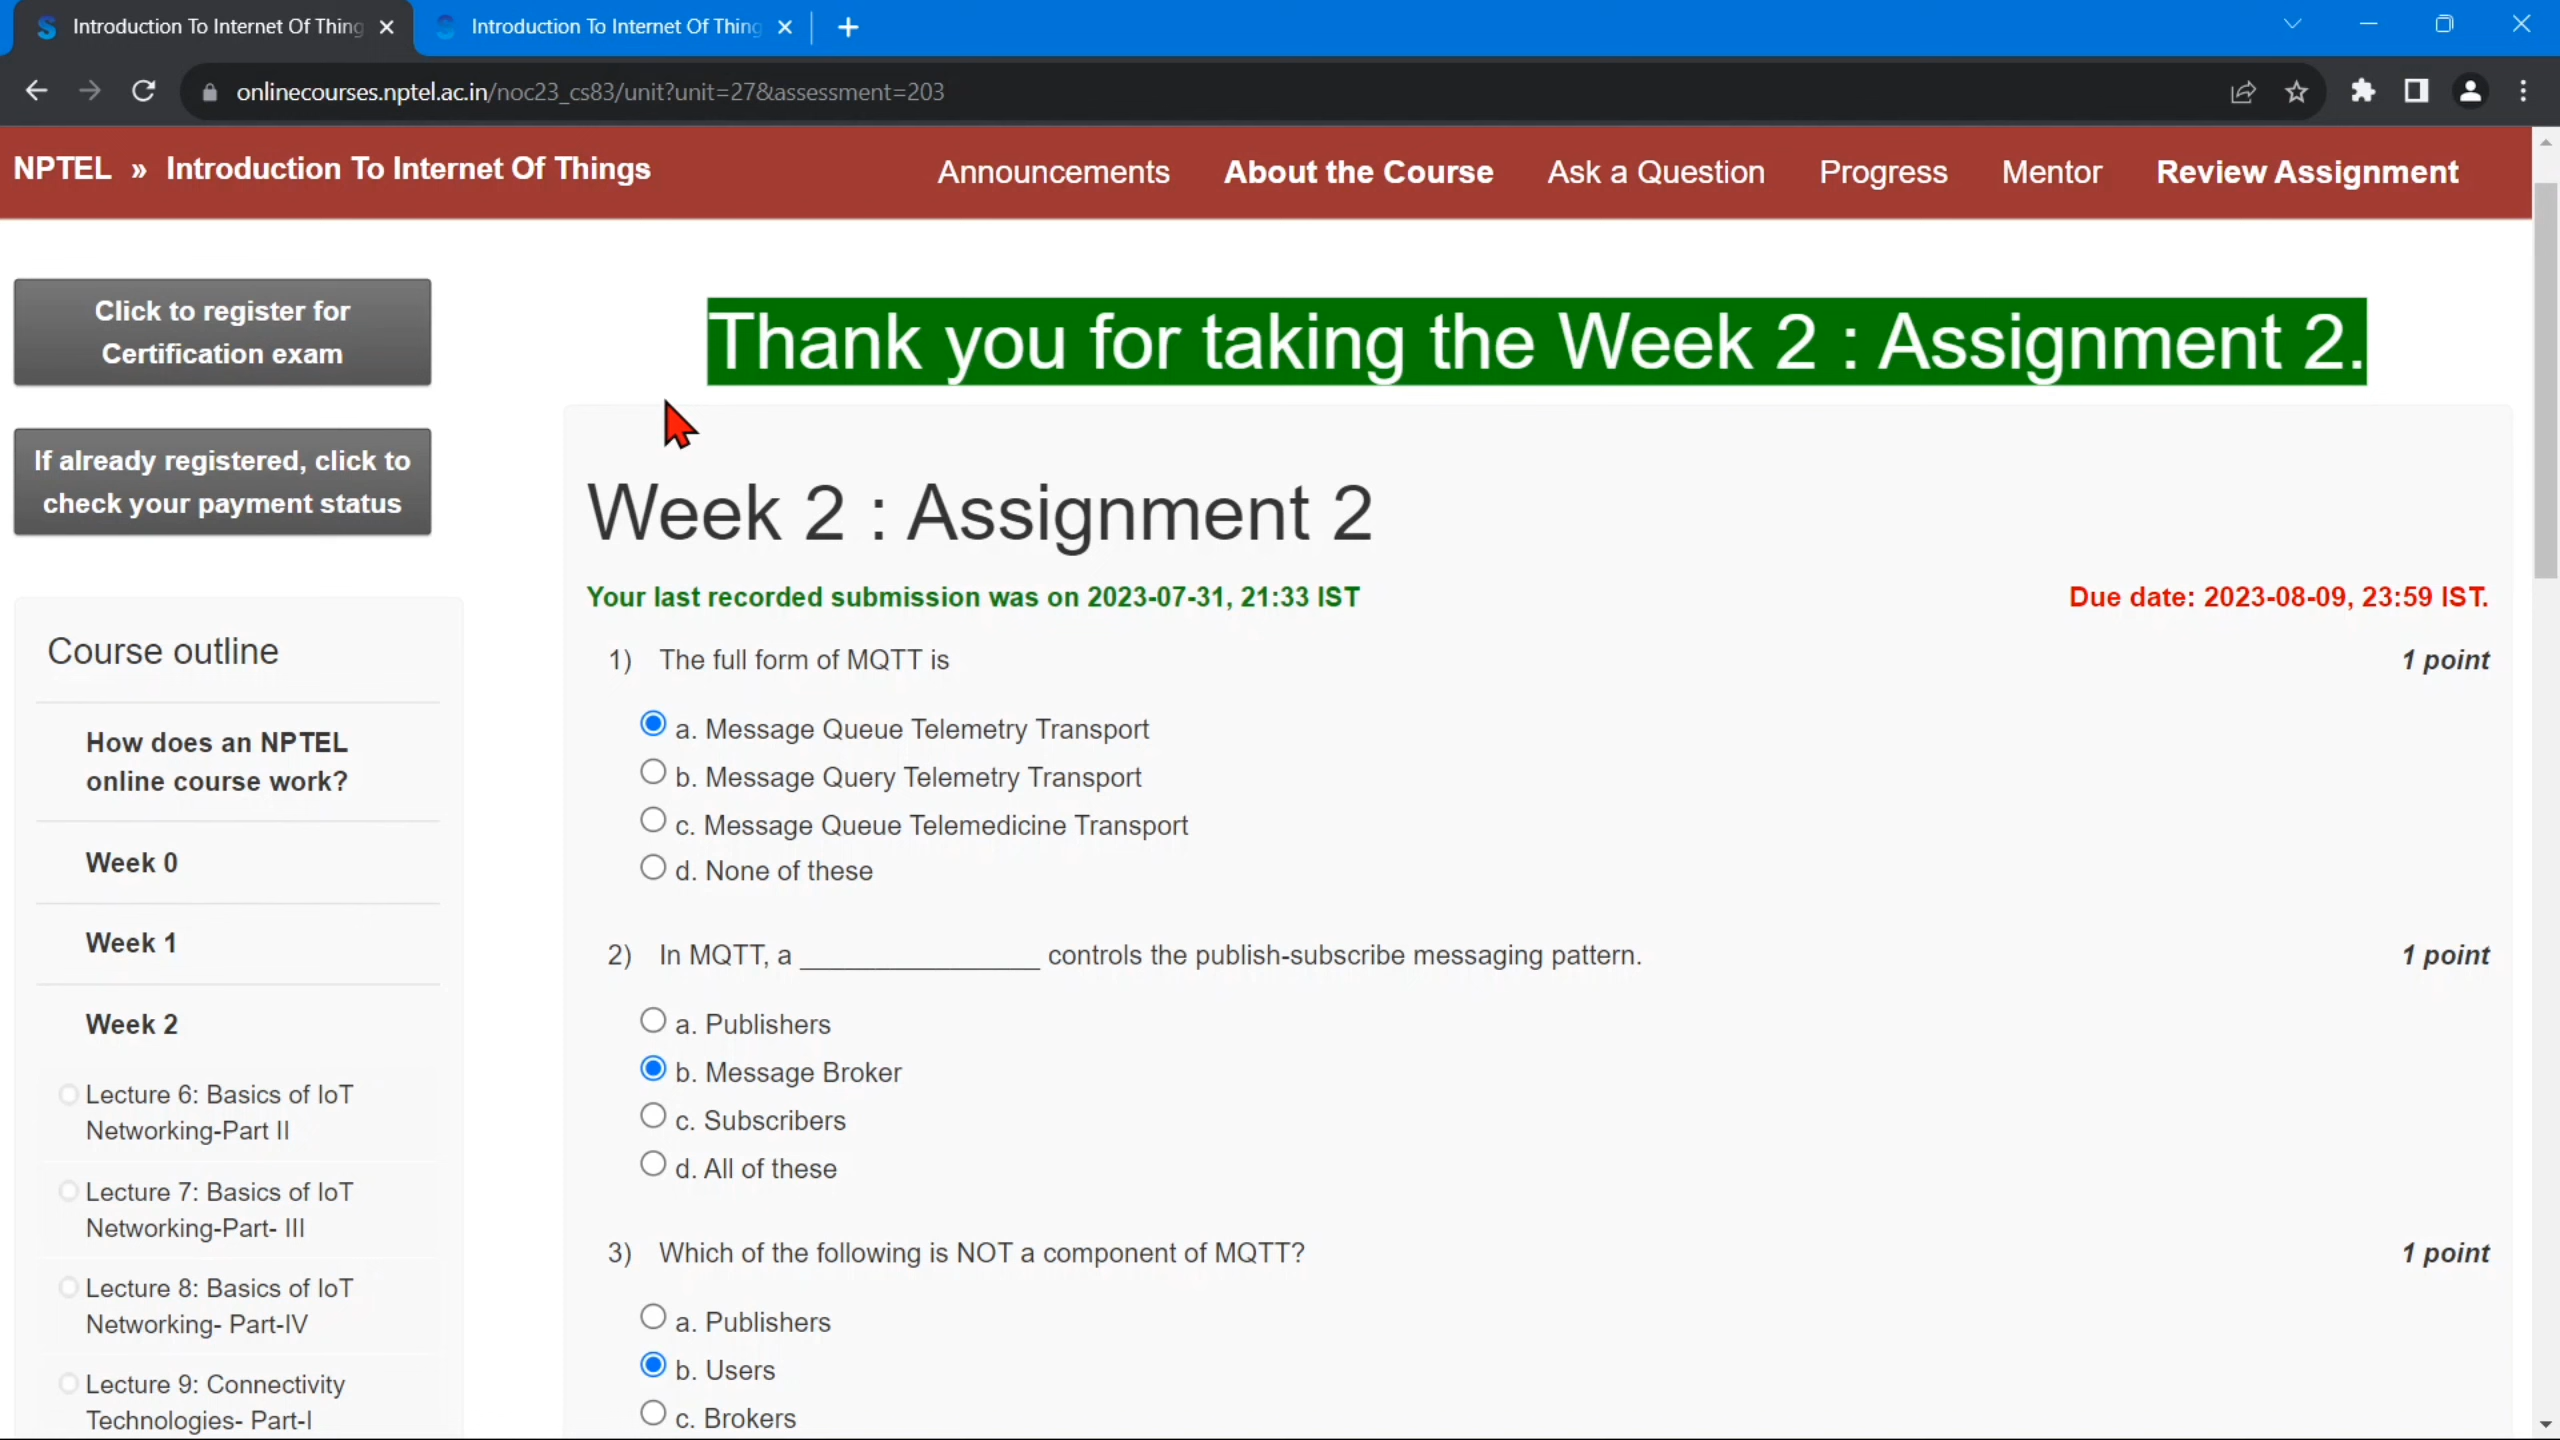 Introduction To Internet Of Thing
Introduction To Internet Of Thing
onlinecourses.nptel.ac.in/noc23_cs83/unit?unit=27&assessment=203
NPTEL » Introduction To Internet Of Things
Announcements About the Course Ask a Question Progress Mentor Review Assignment
Click to register for
Certification exam
If already registered, click to
check your payment status
Course outline
How does an NPTEL
online course work?
Week 0
Week 1
Week 2
Lecture 6: Basics of IoT
Networking-Part II
Lecture 7: Basics of IoT
Networking-Part- III
Lecture 8: Basics of IoT
Networking- Part-IV
Lecture 9: Connectivity
Technologies- Part-I
Thank you for taking the Week 2 : Assignment 2.
Week 2 : Assignment 2
Your last recorded submission was on 2023-07-31, 21:33 IST
Due date: 2023-08-09, 23:59 IST.
1) The full form of MQTT is
1 point
a. Message Queue Telemetry Transport
b. Message Query Telemetry Transport
c. Message Queue Telemedicine Transport
d. None of these
2) In MQTT, a ________________ controls the publish-subscribe messaging pattern.
1 point
a. Publishers
b. Message Broker
c. Subscribers
d. All of these
3) Which of the following is NOT a component of MQTT?
1 point
a. Publishers
b. Users
c. Brokers